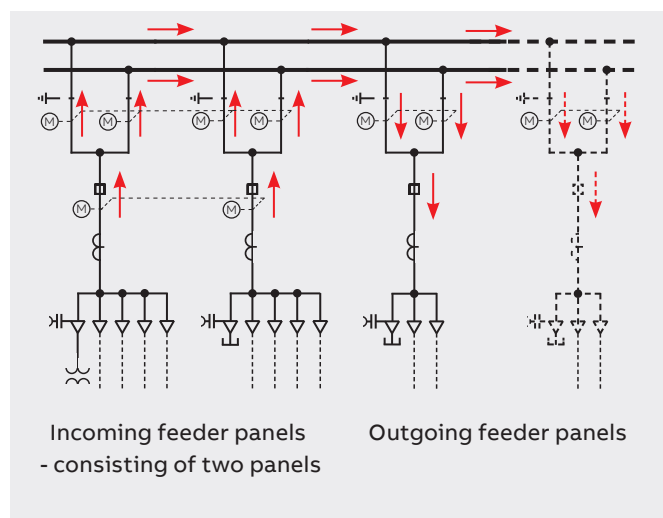 M M M M M M M
M M
Incoming feeder panels Outgoing feeder panels
- consisting of two panels